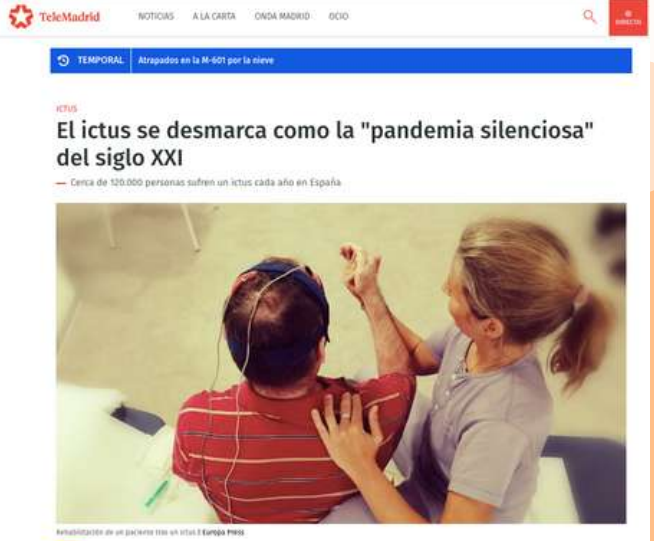 TeleMadrid
NOTICIAS A LA CARTA ONDA MADRID OCIO
DIRECTO
TEMPORAL Atrapados en la M-601 por la nieve
ICTUS
El ictus se desmarca como la "pandemia silenciosa"
del siglo XXI
— Cerca de 120.000 personas sufren un ictus cada año en España
Rehabilitación de un paciente tras un ictus | Europa Press